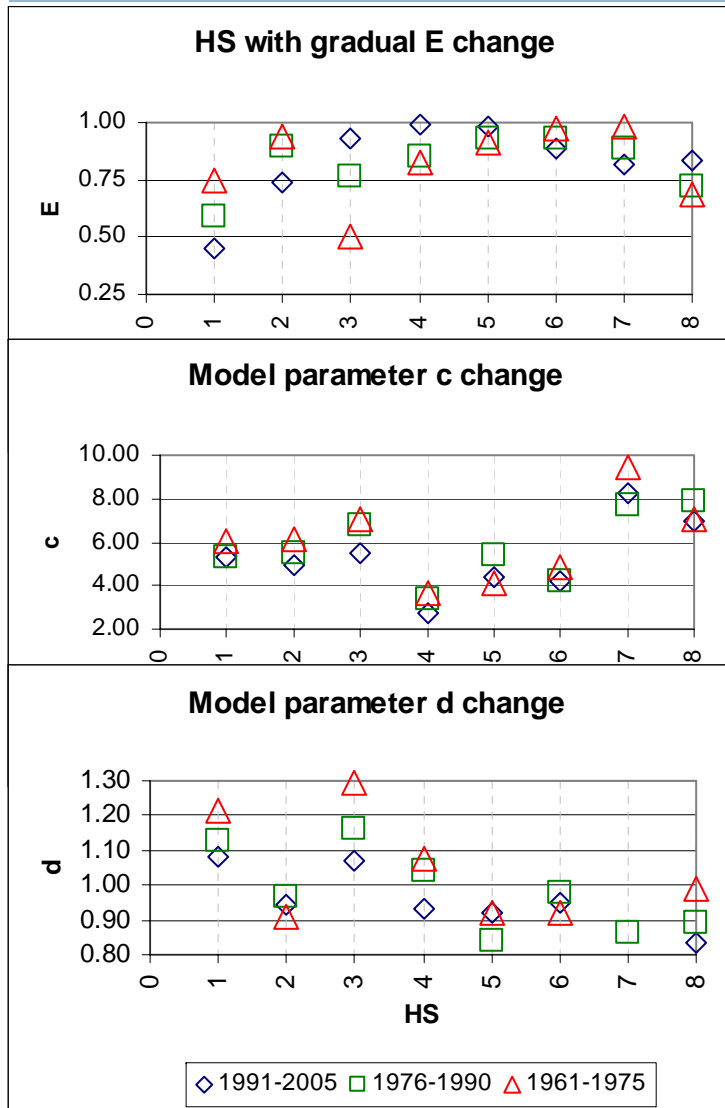 HS with gradual E change
1.00
0.75
E
0.50
0.25
0 1 2 3 4 5 6 7 8
Model parameter c change
10.00
8.00
c
6.00
4.00
2.00
0 1 2 3 4 5 6 7 8
Model parameter d change
1.30
1.20
1.10
d
1.00
0.90
0.80
0 1 2 3 4 5 6 7 8
HS
1991-2005 1976-1990 1961-1975